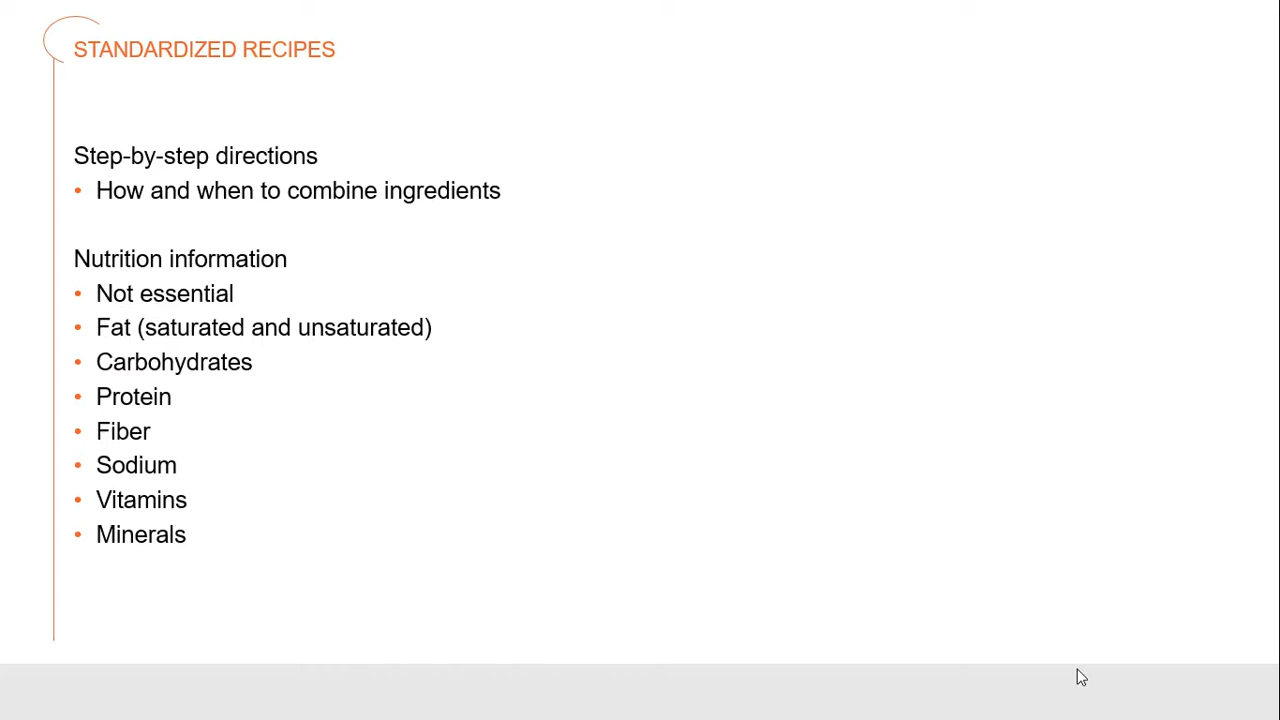 STANDARDIZED RECIPES
Step-by-step directions
• How and when to combine ingredients
Nutrition information
• Not essential
• Fat (saturated and unsaturated)
• Carbohydrates
• Protein
• Fiber
• Sodium
• Vitamins
• Minerals